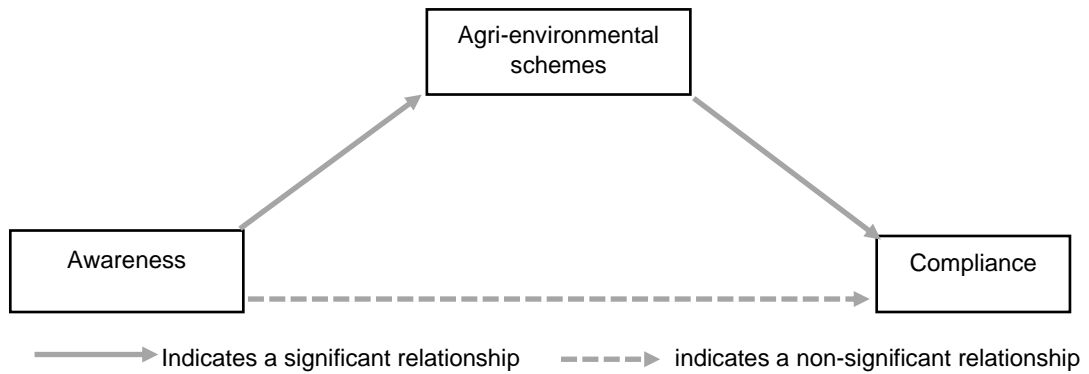 Agri-environmental
schemes
Awareness
Compliance
Indicates a significant relationship
indicates a non-significant relationship